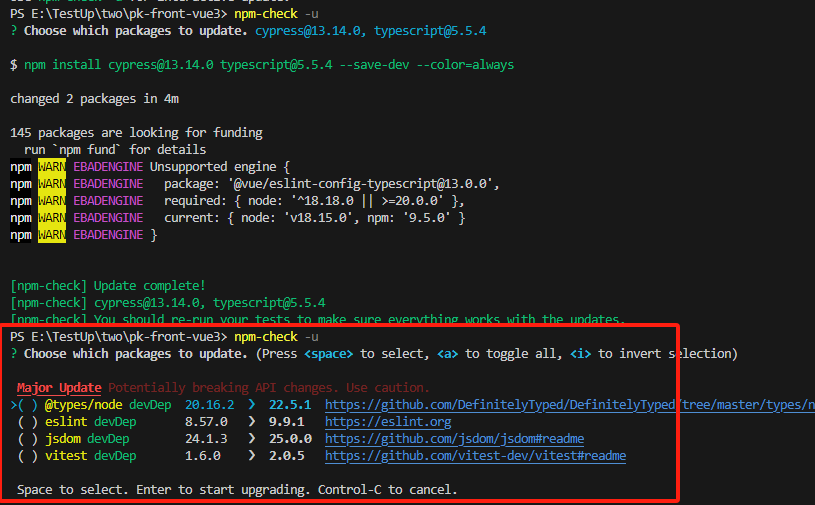 PS E:\TestUp\two\pk-front-vue3> npm-check -u
? Choose which packages to update. cypress@13.14.0, typescript@5.5.4
$ npm install cypress@13.14.0 typescript@5.5.4 --save-dev --color=always
changed 2 packages in 4m
145 packages are looking for funding
run `npm fund` for details
npm WARN EBADENGINE Unsupported engine {
npm WARN EBADENGINE package: '@vue/eslint-config-typescript@13.0.0',
npm WARN EBADENGINE required: { node: '^18.18.0 || >=20.0.0' },
npm WARN EBADENGINE current: { node: 'v18.15.0', npm: '9.5.0' }
npm WARN EBADENGINE }
[npm-check] Update complete!
[npm-check] cypress@13.14.0, typescript@5.5.4
[npm-check] You should re-run your tests to make sure everything works with the updates.
PS E:\TestUp\two\pk-front-vue3> npm-check -u
? Choose which packages to update. (Press <space> to select, <a> to toggle all, <i> to invert selection)
Major Update Potentially breaking API changes. Use caution.
>( ) @types/node devDep 20.16.2 ❯ 22.5.1 https://github.com/DefinitelyTyped/DefinitelyTyped/tree/master/types/n
( ) eslint devDep 8.57.0 ❯ 9.9.1 https://eslint.org
( ) jsdom devDep 24.1.3 ❯ 25.0.0 https://github.com/jsdom/jsdom#readme
( ) vitest devDep 1.6.0 ❯ 2.0.5 https://github.com/vitest-dev/vitest#readme
Space to select. Enter to start upgrading. Control-C to cancel.